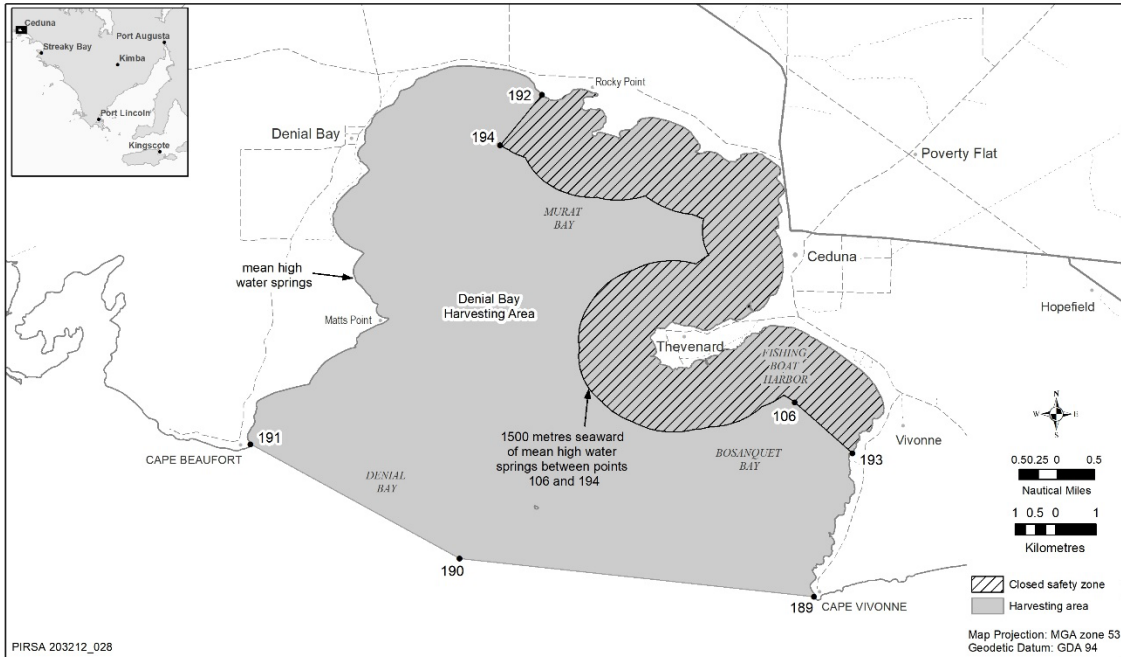 Ceduna
Streaky Bay
Port Augusta
Kimba
Port Lincoln
Kingscote
192
Rocky Point
194
Denial Bay
Poverty Flat
MURAT
BAY
mean high
water springs
Ceduna
Denial Bay
Harvesting Area
Hopefield
Matts Point
Thevenard
FISHING
BOAT
HARBOR
106
191
CAPE BEAUFORT
1500 metres seaward
of mean high water
springs between points
106 and 194
BOSANQUET
BAY
Vivonne
193
DENIAL
BAY
N
W E
S
0.50.25 0 0.5
Nautical Miles
1 0.5 0 1
Kilometres
190
189
CAPE VIVONNE
Closed safety zone
Harvesting area
PIRSA 203212_028
Map Projection: MGA zone 53
Geodetic Datum: GDA 94